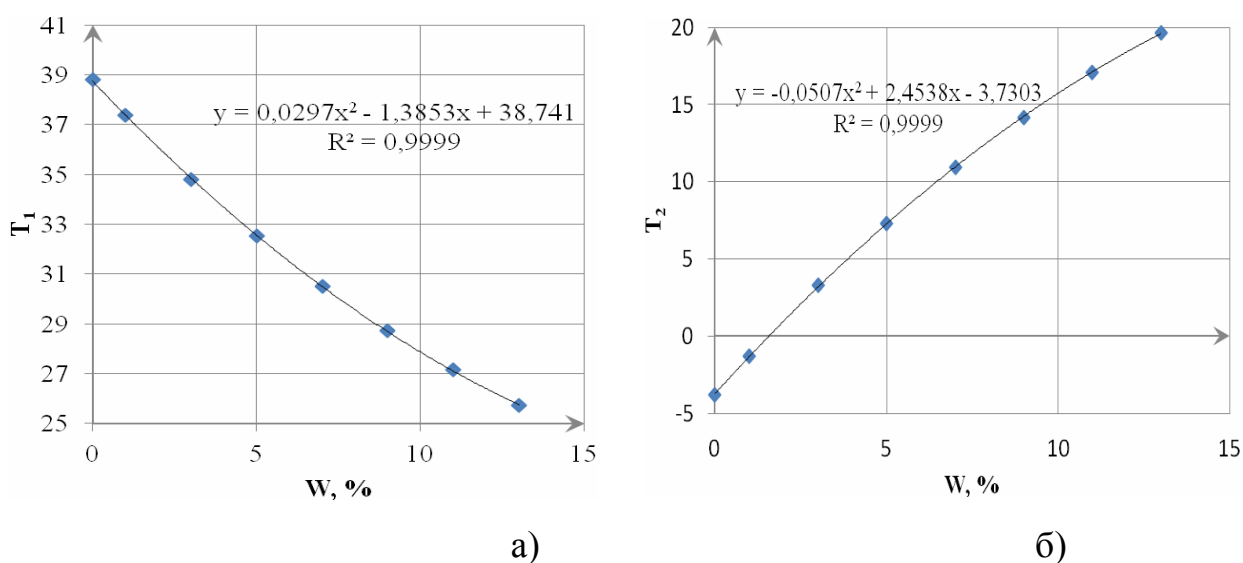 41
39
37
35
33
31
29
27
25
T₁
y = 0,0297x² - 1,3853x + 38,741
R² = 0,9999
0 5 10 15
W, %
а)
20
15
10
5
0
-5
T₂
y = -0,0507x² + 2,4538x - 3,7303
R² = 0,9999
0 5 10 15
W, %
б)